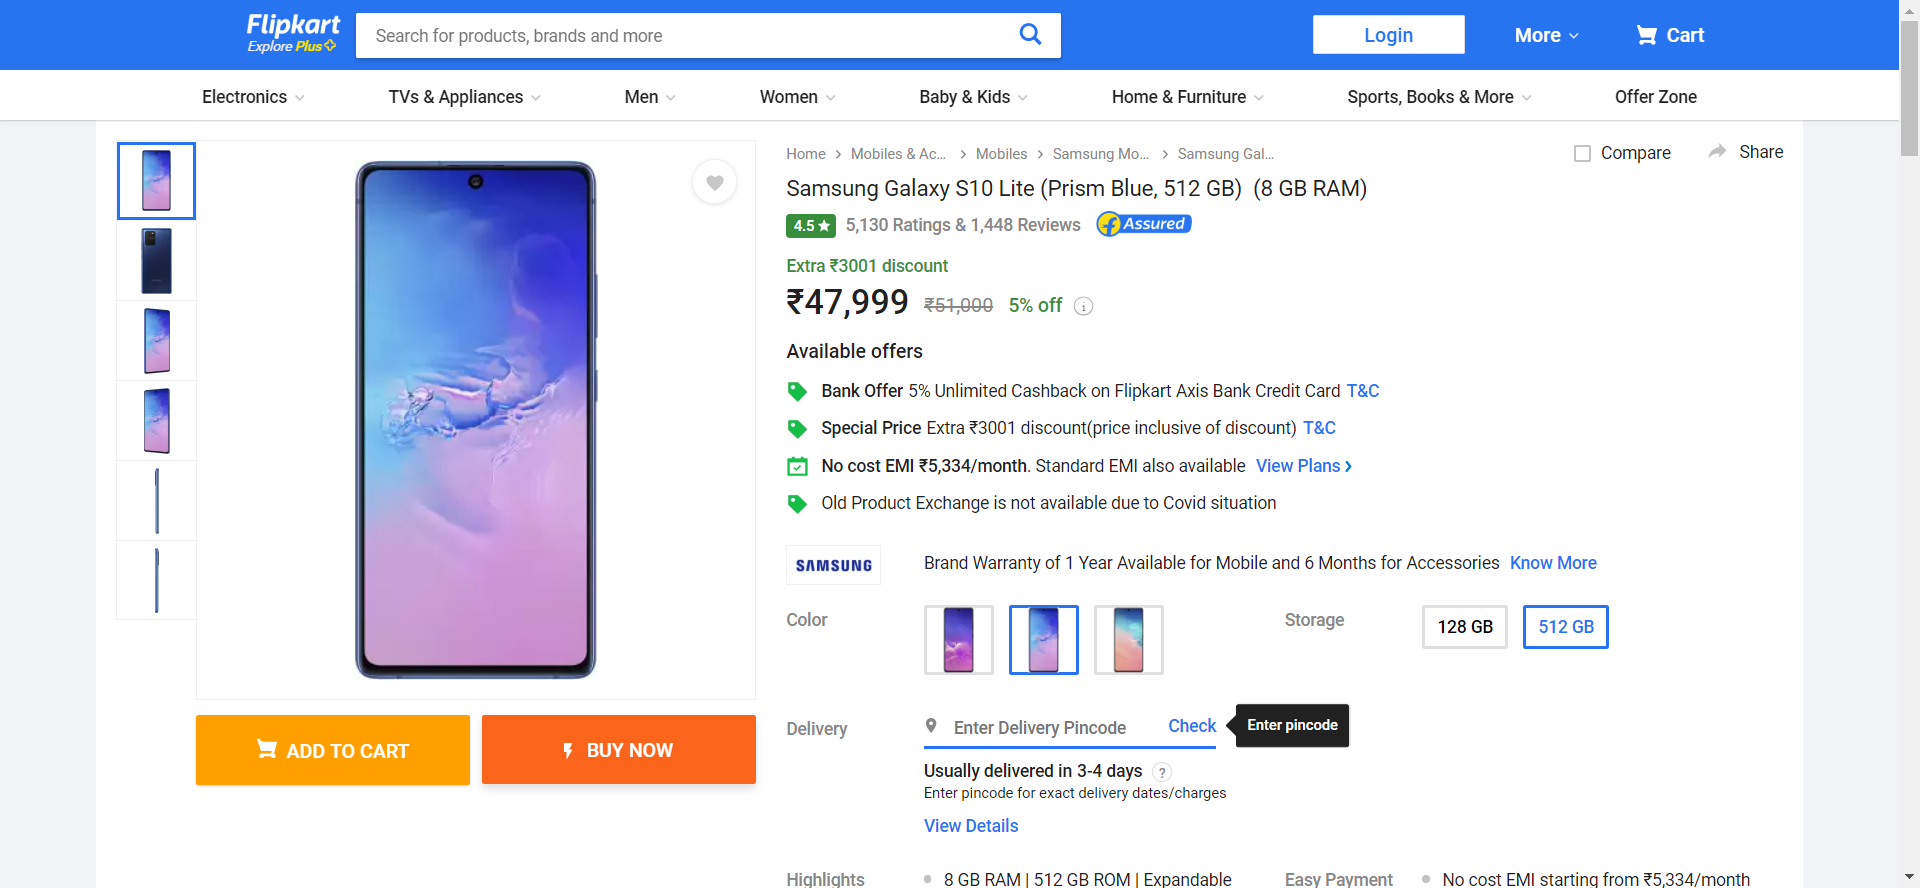 Flipkart
Explore Plus
Search for products, brands and more
Login
More
Cart
Electronics
TVs & Appliances
Men
Women
Baby & Kids
Home & Furniture
Sports, Books & More
Offer Zone
Home
Mobiles & Ac...
Mobiles
Samsung Mo...
Samsung Gal...
Compare
Share
Samsung Galaxy S10 Lite (Prism Blue, 512 GB) (8 GB RAM)
4.5★ 5,130 Ratings & 1,448 Reviews
Assured
Extra ₹3001 discount
₹47,999 ₹51,000 5% off
Available offers
Bank Offer 5% Unlimited Cashback on Flipkart Axis Bank Credit Card T&C
Special Price Extra ₹3001 discount(price inclusive of discount) T&C
No cost EMI ₹5,334/month. Standard EMI also available View Plans
Old Product Exchange is not available due to Covid situation
SAMSUNG
Brand Warranty of 1 Year Available for Mobile and 6 Months for Accessories Know More
Color
Storage
128 GB
512 GB
ADD TO CART
BUY NOW
Delivery
Enter Delivery Pincode
Check
Enter pincode
Usually delivered in 3-4 days ?
Enter pincode for exact delivery dates/charges
View Details
Highlights
8 GB RAM | 512 GB ROM | Expandable
Easy Payment
No cost EMI starting from ₹5,334/month